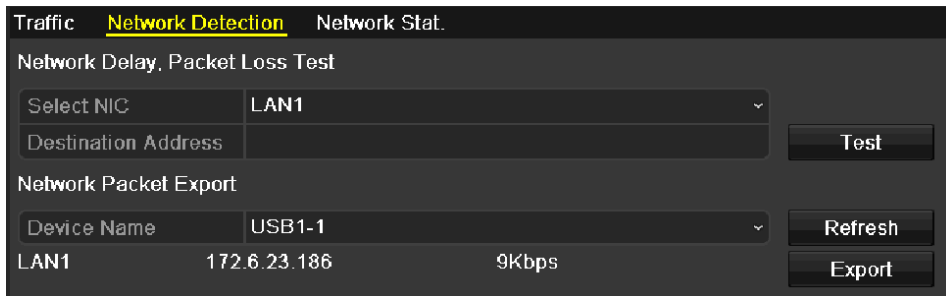 Traffic Network Detection Network Stat.
Network Delay, Packet Loss Test
Select NIC LAN1
Destination Address Test
Network Packet Export
Device Name USB1-1 Refresh
LAN1 172.6.23.186 9Kbps Export